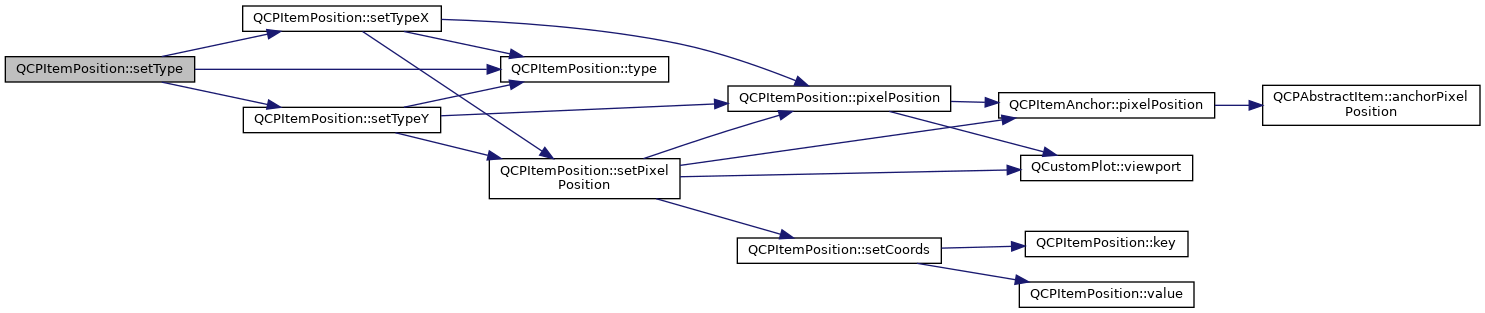 QCPItemPosition::setType
QCPItemPosition::setTypeX
QCPItemPosition::type
QCPItemPosition::setTypeY
QCPItemPosition::setPixel
Position
QCPItemPosition::pixelPosition
QCPItemAnchor::pixelPosition
QCPAbstractItem::anchorPixel
Position
QCustomPlot::viewport
QCPItemPosition::setCoords
QCPItemPosition::key
QCPItemPosition::value